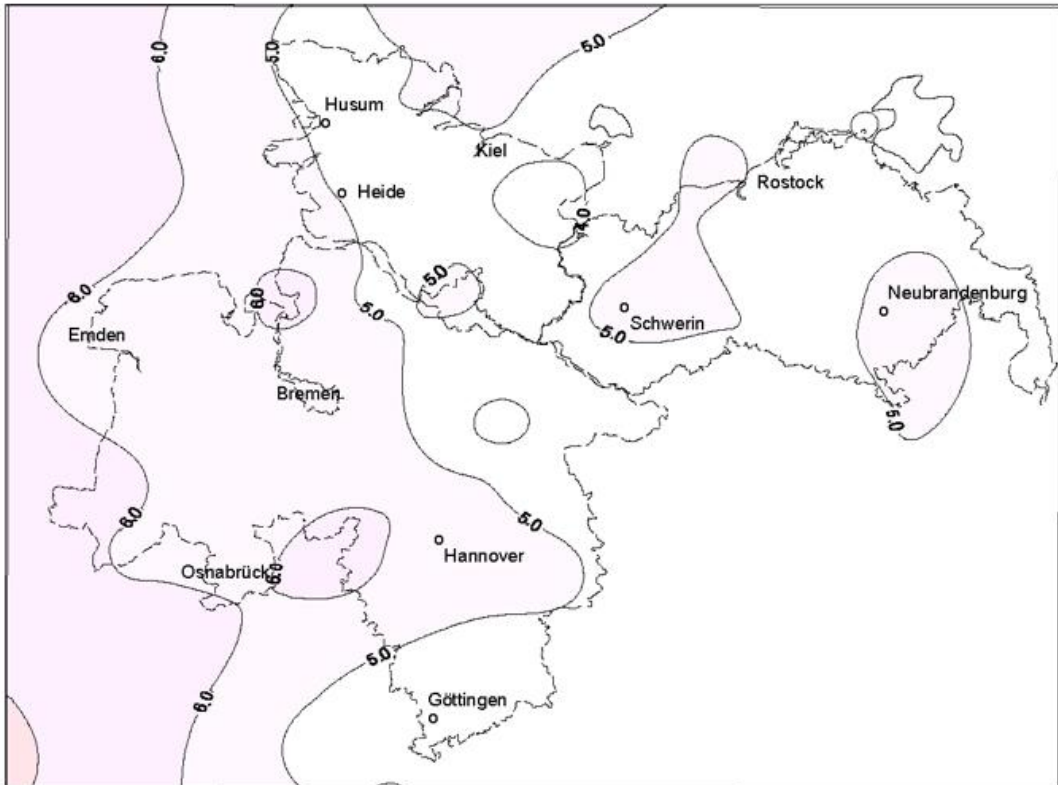 6.0
5.0
5.0
Husum
Kiel
Heide
Rostock
4.0
5.0
6.0
6.0
5.0
Neubrandenburg
Schwerin
5.0
Emden
Bremen
5.0
6.0
5.0
Hannover
Osnabrück
6.0
5.0
6.0
Göttingen